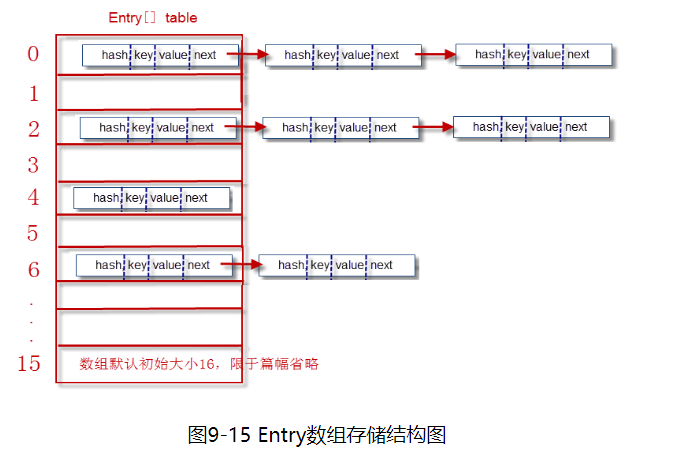 Entry[] table
0 hash key value next hash key value next hash key value next
1
2 hash key value next hash key value next hash key value next
3
4 hash key value next
5
6 hash key value next hash key value next
.
.
.
15 数组默认初始大小16，限于篇幅省略
图9-15 Entry数组存储结构图